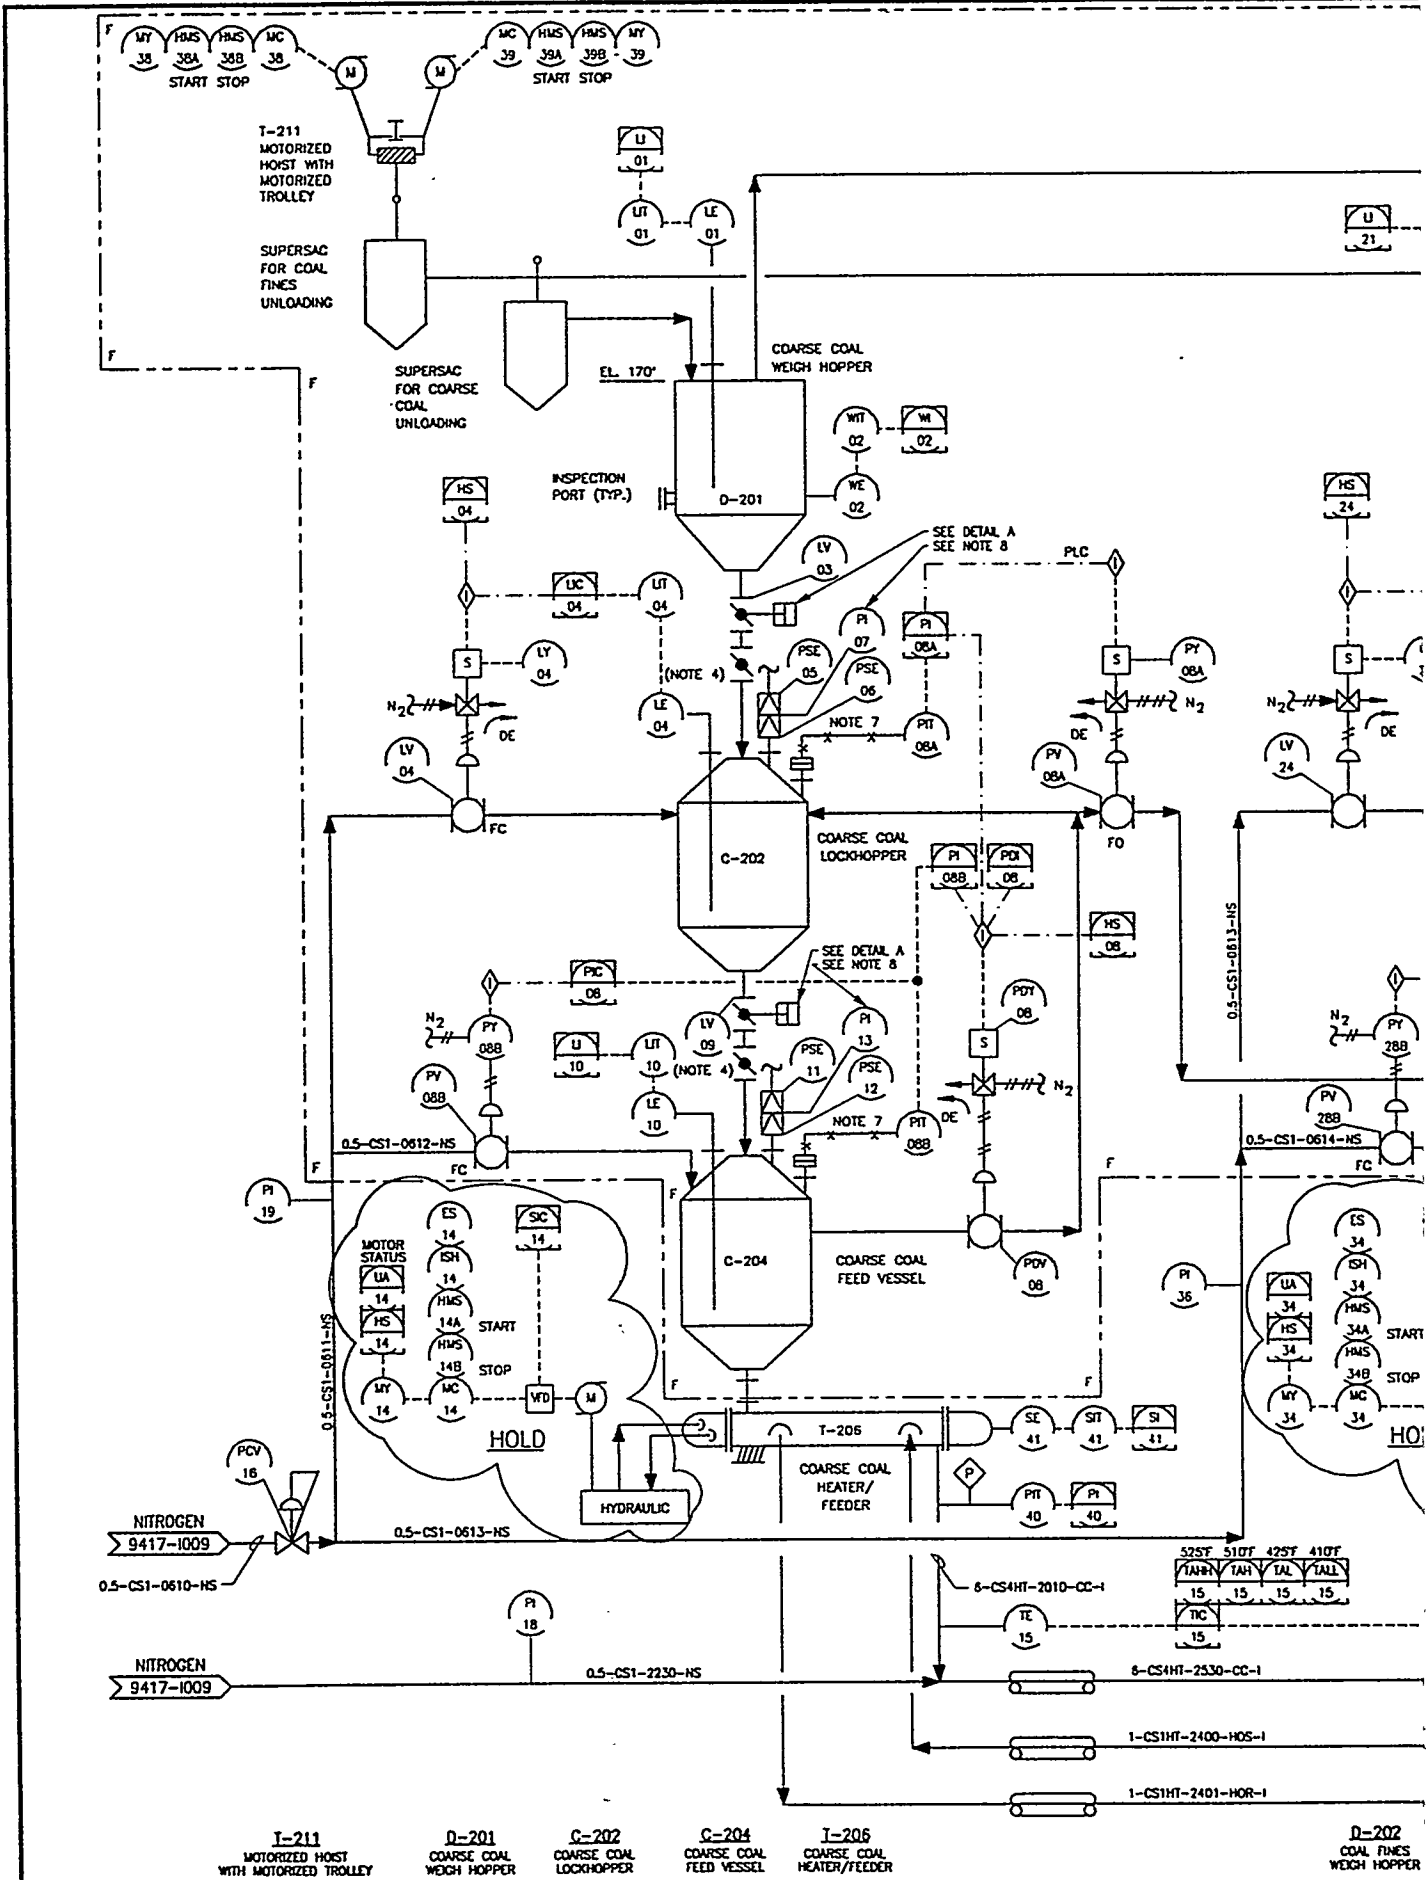 F
MY 38
HMS 38A
HMS 38B
MC 38
START STOP
M
M
MC 39
HMS 39A
HMS 39B
MY 39
START STOP
T-211
MOTORIZED
HOIST WITH
MOTORIZED
TROLLEY
LI 01
LIT 01
LE 01
LI 21
SUPERSAC
FOR COAL
FINES
UNLOADING
F
F
SUPERSAC
FOR COARSE
COAL
UNLOADING
EL. 170'
COARSE COAL
WEIGH HOPPER
WIT 02
WI 02
WE 02
INSPECTION
PORT (TYP.)
D-201
HS 04
HS 24
SEE DETAIL A
SEE NOTE 8
LV 03
PLC
I
LIC 04
LIT 04
I
I
PI 07
PI 08A
S
LY 04
(NOTE 4)
PSE 05
PSE 06
S
PY 08A
S
N2
DE
LE 04
NOTE 7
PIT 08A
DE
N2
N2
DE
LV 04
PV 08A
LV 24
FC
FO
C-202
COARSE COAL
LOCKHOPPER
PI 08B
PDI 08
I
HS 08
0.5-CS1-0613-NS
SEE DETAIL A
SEE NOTE 8
I
PIC 08
I
N2
PY 08B
LI 10
LIT 10
LV 09
(NOTE 4)
PI 13
PDY 08
S
N2
PY 28B
PSE 11
PSE 12
PV 08B
LE 10
NOTE 7
PIT 08B
DE
N2
PV 28B
0.5-CS1-0612-NS
FC
0.5-CS1-0614-NS
FC
F
F
F
PI 19
ES 14
SIC 14
MOTOR
STATUS
UA 14
ISH 14
HS 14
HMS 14A
START
HMS 14B
STOP
MY 14
MC 14
VFD
M
HOLD
0.5-CS1-0611-NS
C-204
COARSE COAL
FEED VESSEL
PDV 08
PI 36
ES 34
UA 34
ISH 34
HS 34
HMS 34A
START
HMS 34B
STOP
MY 34
MC 34
F
F
T-206
SE 41
SIT 41
SI 41
COARSE COAL
HEATER/
FEEDER
P
PIT 40
PI 40
HYDRAULIC
PCV 16
NITROGEN
9417-I009
0.5-CS1-0613-NS
0.5-CS1-0610-NS
6-CS4HT-2010-CC-I
525°F 510°F 425°F 410°F
TAHH 15
TAH 15
TAL 15
TALL 15
TE 15
TIC 15
PI 18
NITROGEN
9417-I009
0.5-CS1-2230-NS
6-CS4HT-2530-CC-I
1-CS1HT-2400-HOS-I
1-CS1HT-2401-HOR-I
T-211
MOTORIZED HOIST
WITH MOTORIZED TROLLEY
D-201
COARSE COAL
WEIGH HOPPER
C-202
COARSE COAL
LOCKHOPPER
C-204
COARSE COAL
FEED VESSEL
T-206
COARSE COAL
HEATER/FEEDER
D-202
COAL FINES
WEIGH HOPPER